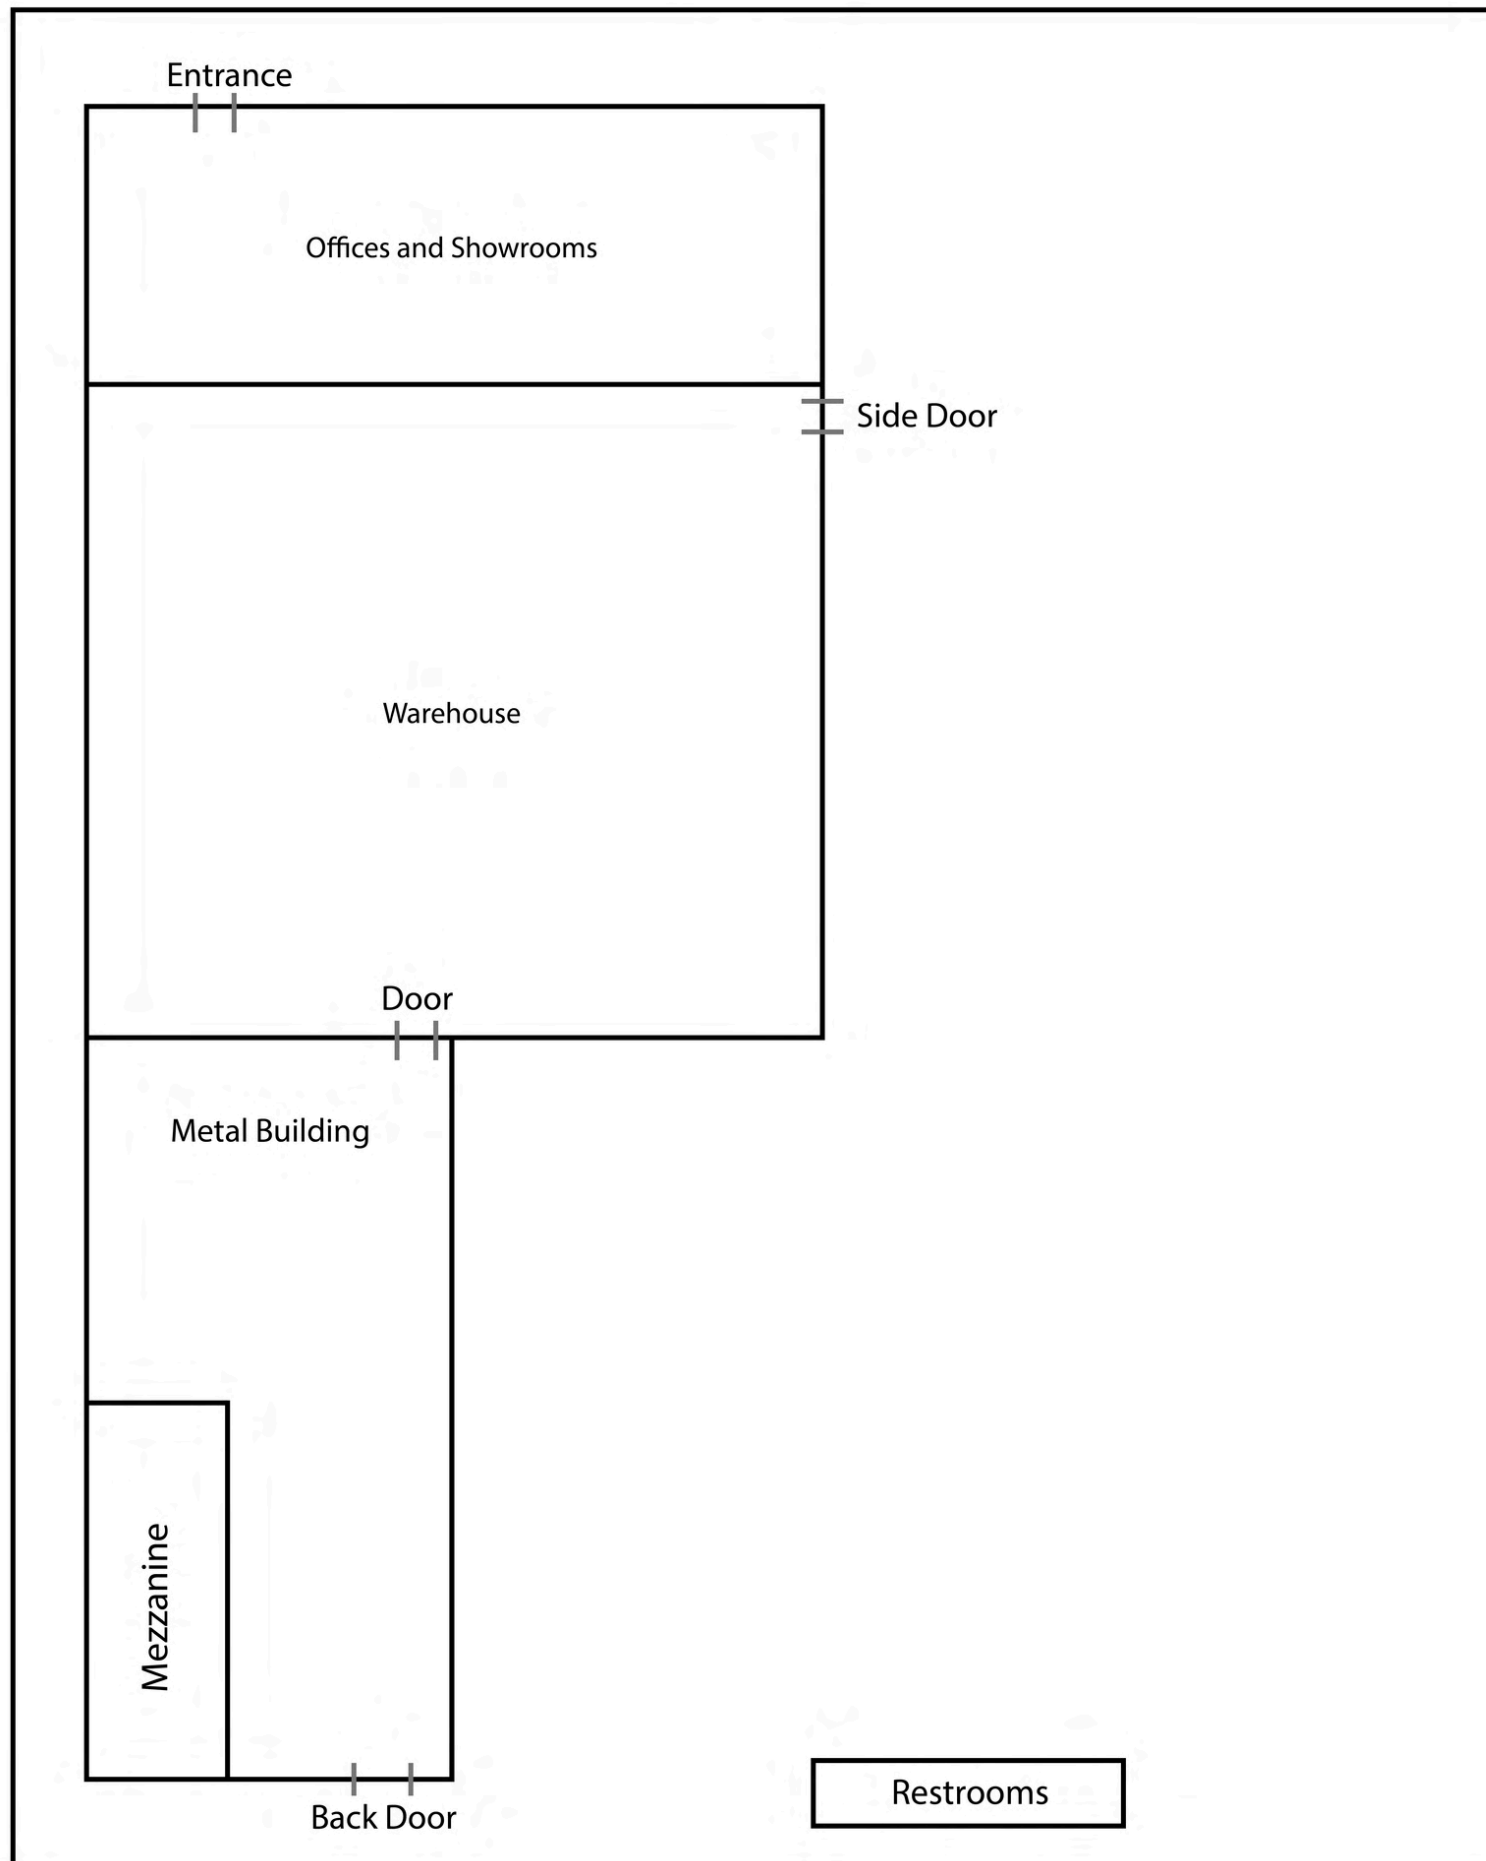 Entrance
Offices and Showrooms
Side Door
Warehouse
Door
Metal Building
Mezzanine
Restrooms
Back Door